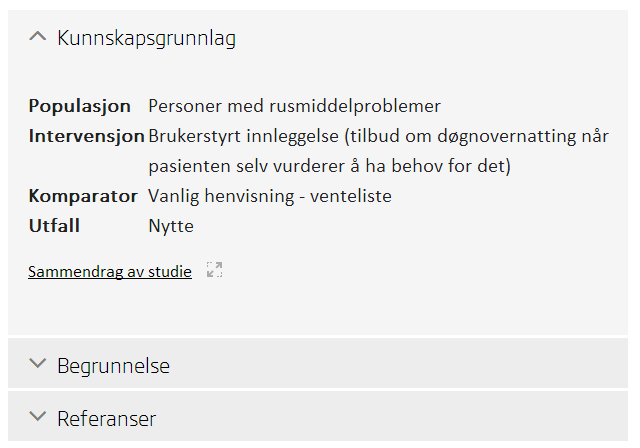 Kunnskapsgrunnlag
Populasjon Personer med rusmiddelproblemer
Intervensjon Brukerstyrt innleggelse (tilbud om døgnovernatting når
pasienten selv vurderer å ha behov for det)
Komparator Vanlig henvisning - venteliste
Utfall Nytte
Sammendrag av studie
Begrunnelse
Referanser